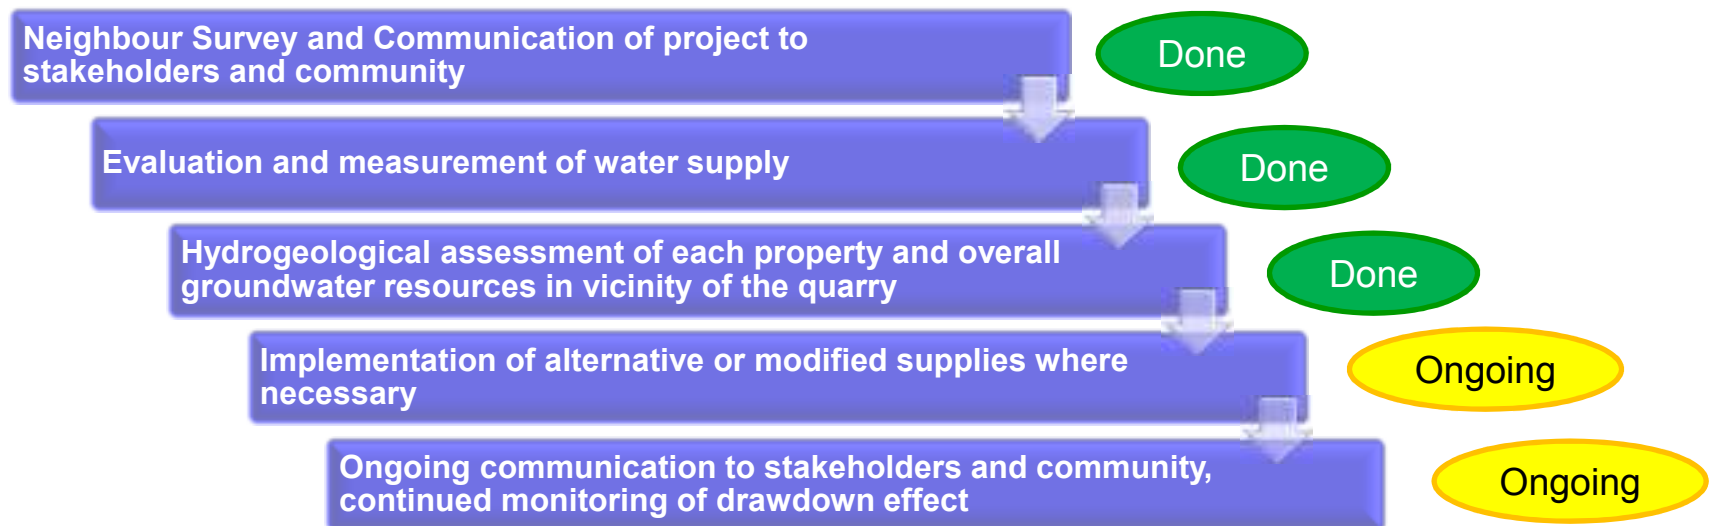 Neighbour Survey and Communication of project to
stakeholders and community
Done
Evaluation and measurement of water supply
Done
Hydrogeological assessment of each property and overall
groundwater resources in vicinity of the quarry
Done
Implementation of alternative or modified supplies where
necessary
Ongoing
Ongoing communication to stakeholders and community,
continued monitoring of drawdown effect
Ongoing